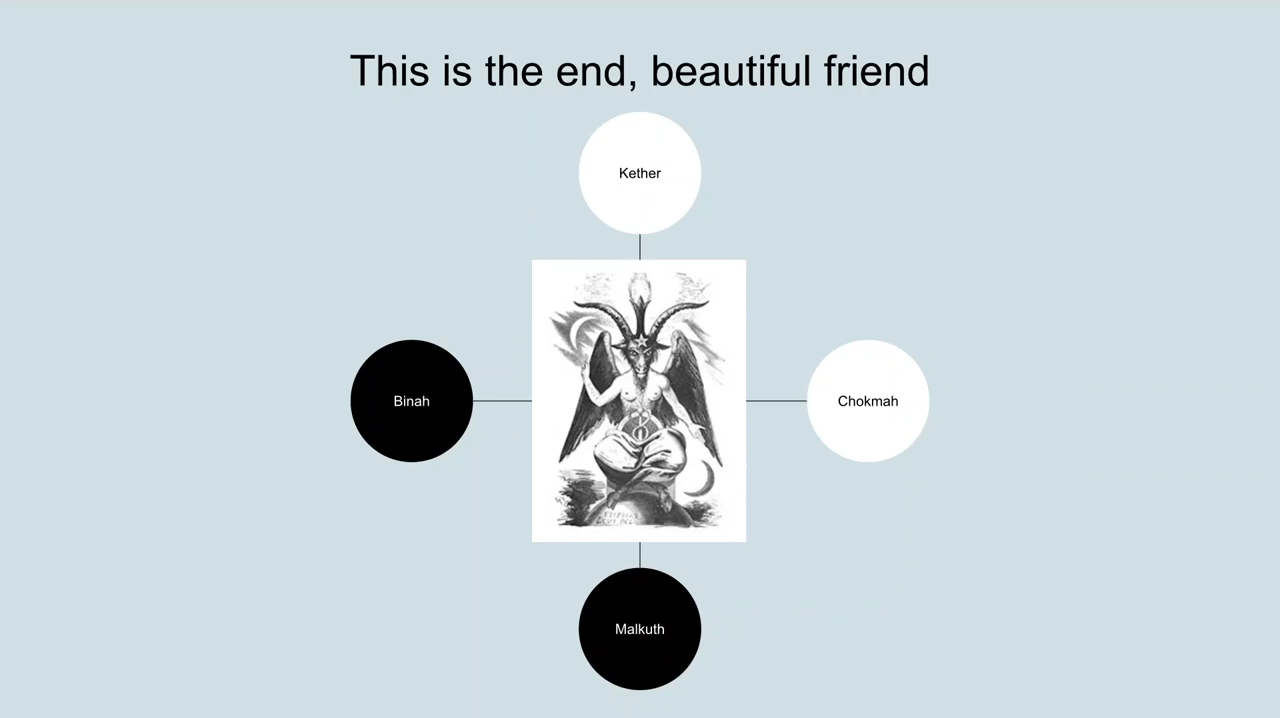 This is the end, beautiful friend
Kether
Binah
Chokmah
Malkuth